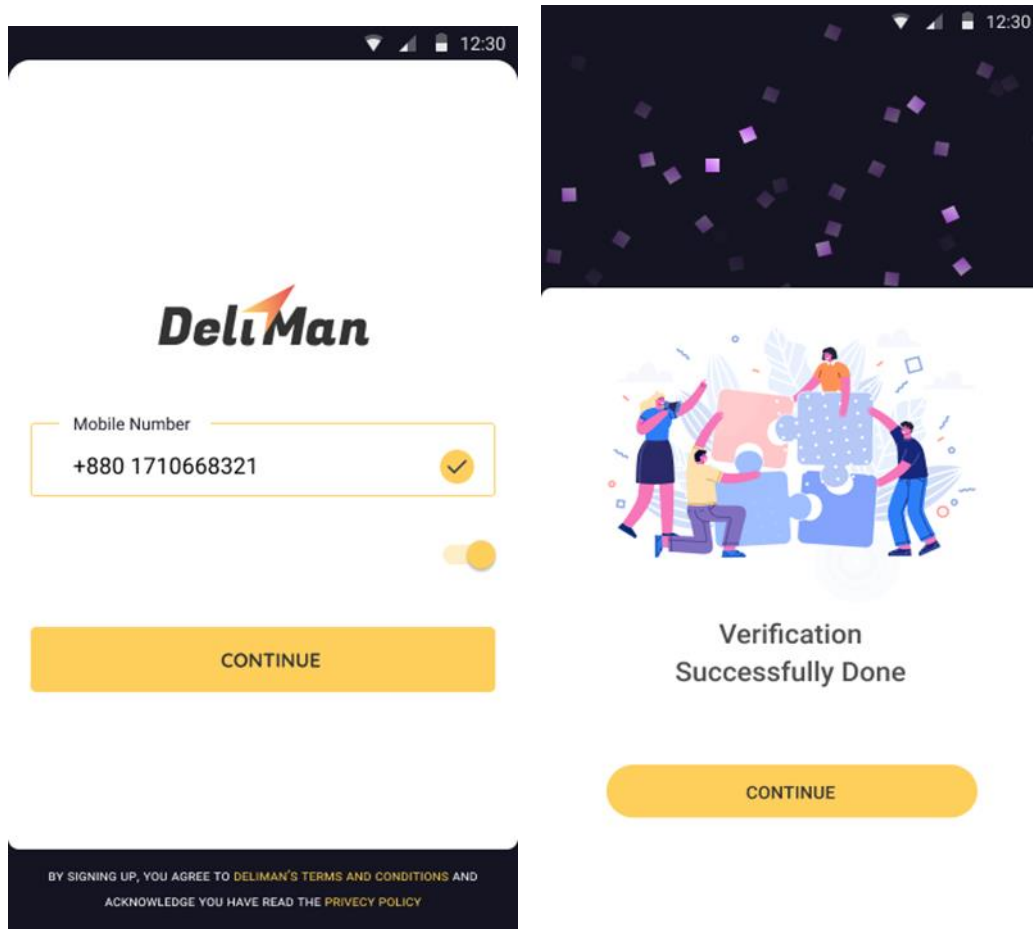 12:30
DeliMan
Mobile Number
+880 1710668321
CONTINUE
BY SIGNING UP, YOU AGREE TO DELIMAN'S TERMS AND CONDITIONS AND
ACKNOWLEDGE YOU HAVE READ THE PRIVECY POLICY
12:30
Verification
Successfully Done
CONTINUE